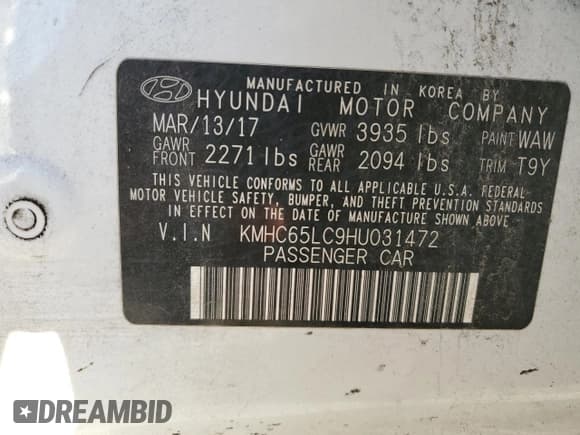 MANUFACTURED IN KOREA BY
HYUNDAI MOTOR COMPANY
MAR/13/17 GVWR 3935 lbs PAINT WAW
GAWR FRONT 2271 lbs GAWR REAR 2094 lbs TRIM T9Y
THIS VEHICLE CONFORMS TO ALL APPLICABLE U.S.A. FEDERAL
MOTOR VEHICLE SAFETY, BUMPER, AND THEFT PREVENTION STANDARDS
IN EFFECT ON THE DATE OF MANUFACTURE SHOWN ABOVE.
V.I.N KMHC65LC9HU031472
PASSENGER CAR
DREAMBID